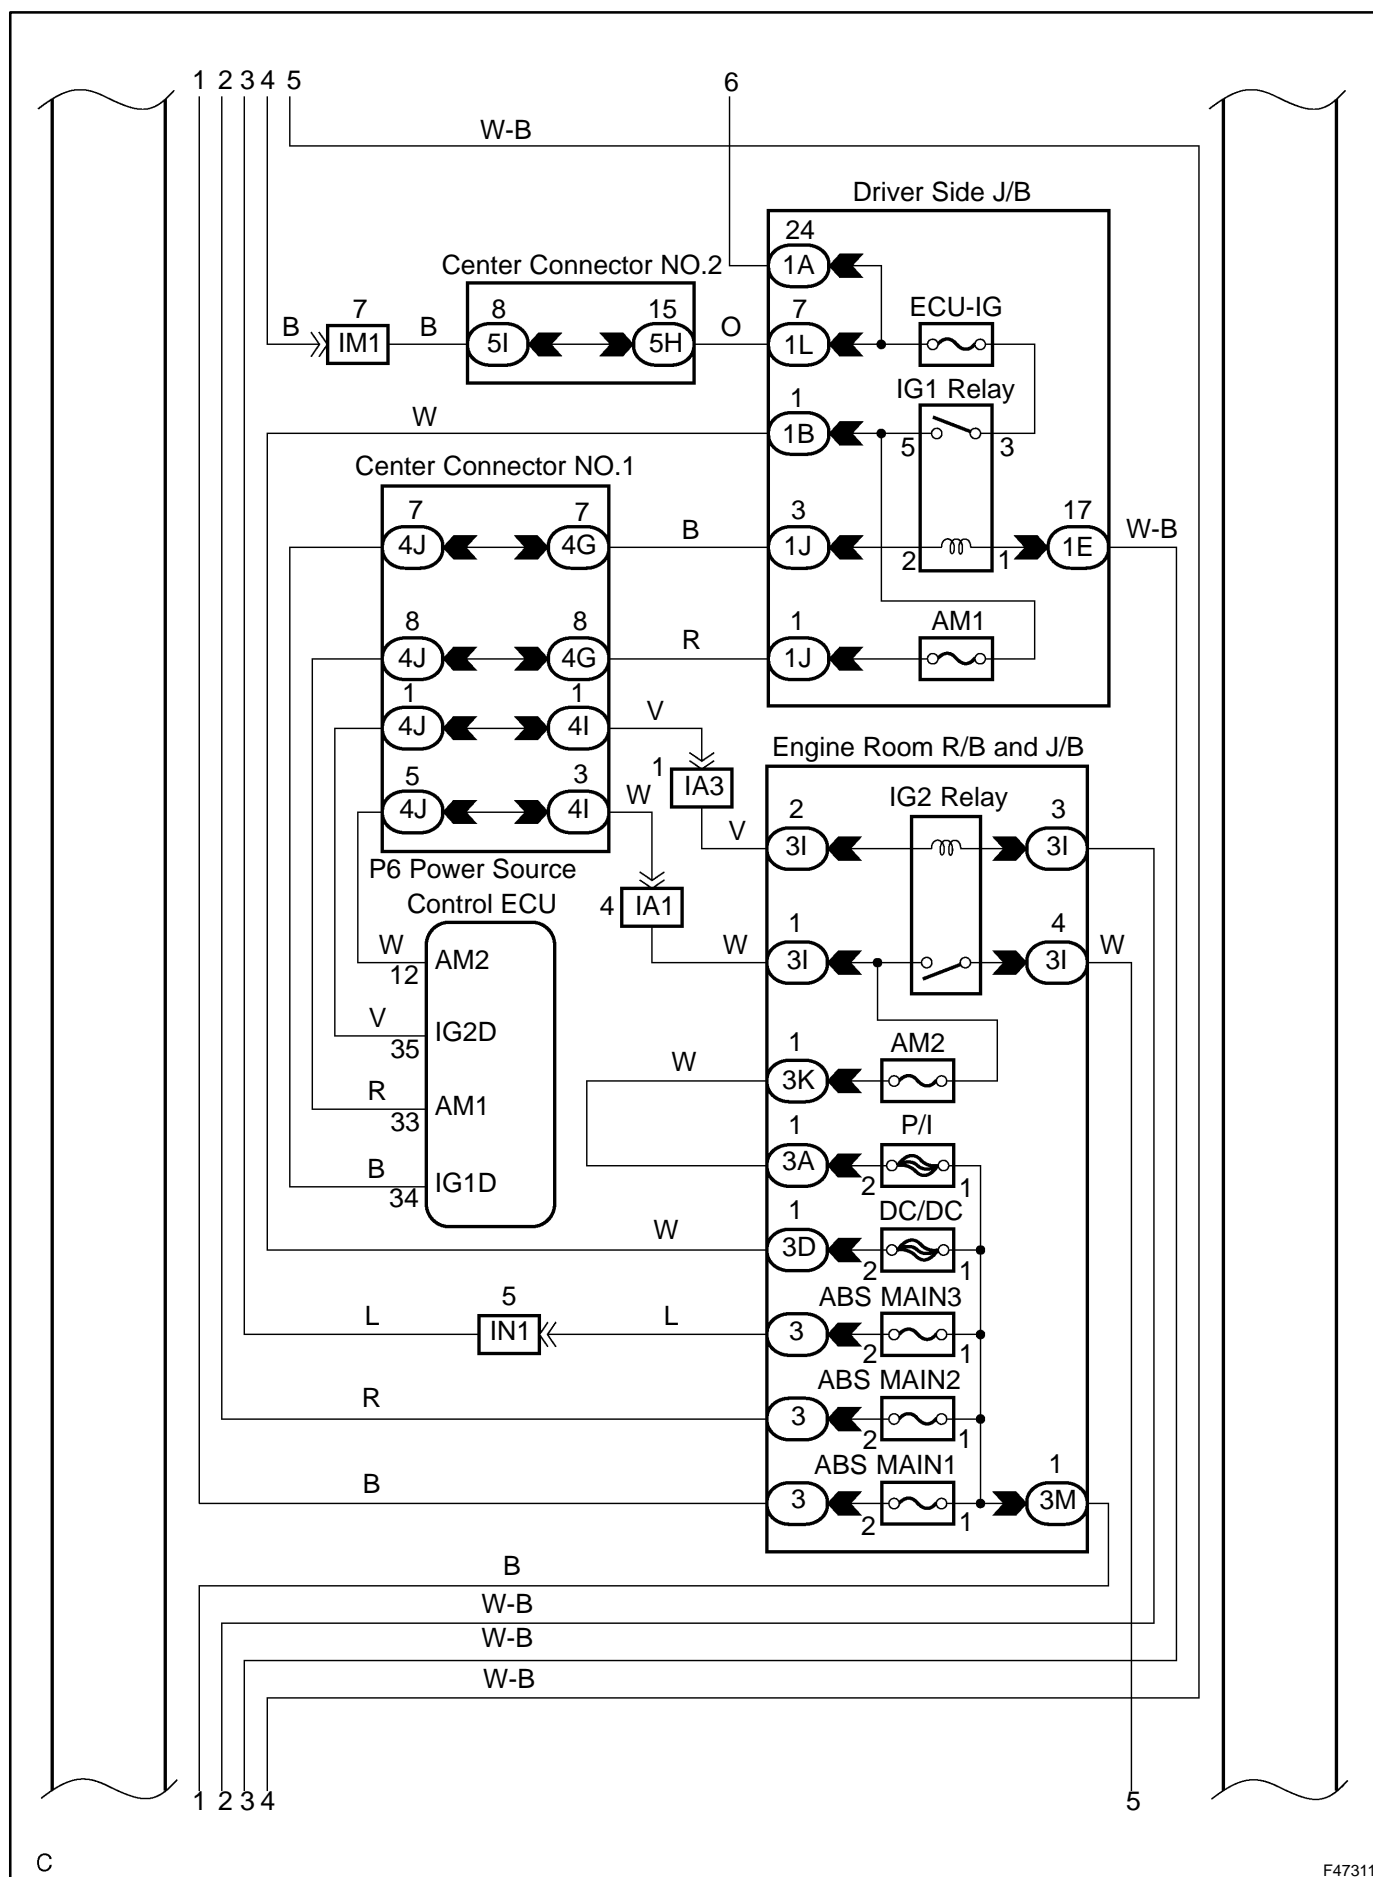 1 2 3 4 5
6
W-B
Driver Side J/B
24
1A
Center Connector NO.2
7
8
15
7
ECU-IG
B
IM1
B
5I
5H
O
1L
IG1 Relay
1
W
1B
5
3
Center Connector NO.1
7
7
3
17
4J
4G
B
1J
2
1
1E
W-B
8
8
1
AM1
4J
4G
R
1J
1
1
V
4J
4I
Engine Room R/B and J/B
1
IA3
5
3
W
2
IG2 Relay
3
4J
4I
V
3I
3I
P6 Power Source
Control ECU
4
IA1
1
4
W
12
AM2
W
3I
3I
W
V
35
IG2D
1
AM2
W
3K
R
33
AM1
1
P/I
3A
2
1
B
34
IG1D
1
DC/DC
W
3D
2
1
5
ABS MAIN3
L
IN1
L
3
2
1
ABS MAIN2
R
3
2
1
ABS MAIN1
1
B
3
2
1
3M
B
W-B
W-B
W-B
1 2 3 4
5
C
F47311